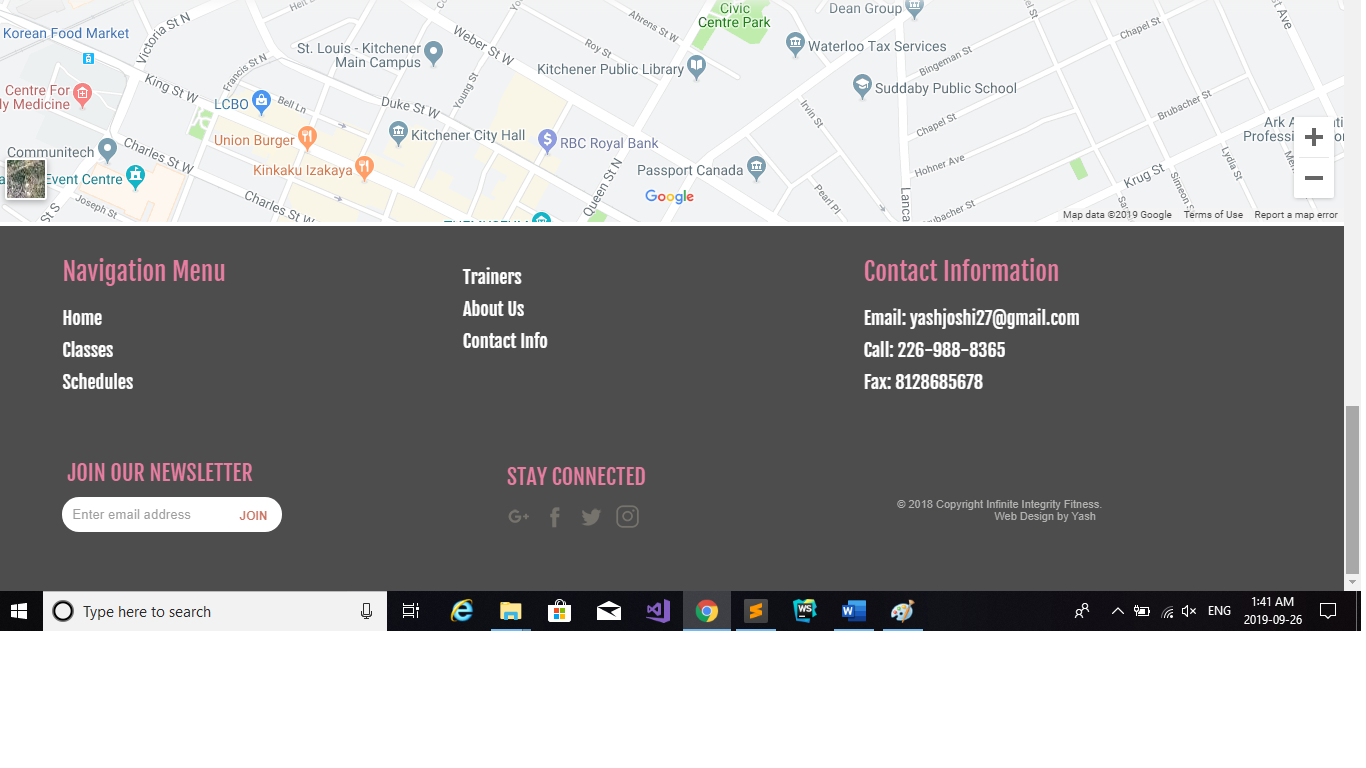 Civic
Centre Park
Dean Group
Korean Food Market
Victoria St N
Heit L
Ahrens St W
Chapel St
st Ave
St. Louis - Kitchener
Main Campus
Weber St W
Roy St
Waterloo Tax Services
Bingeman St
Francis St N
Kitchener Public Library
King St W
Young St
Suddaby Public School
Centre For
ly Medicine
LCBO
Bell Ln
Duke St W
Irvin St
Brubacher St
Chapel St
Union Burger
Kitchener City Hall
RBC Royal Bank
Communitech
Charles St W
Hohner Ave
Lydia St
Event Centre
Kinkaku Izakaya
Passport Canada
Krug St
Simeon
Queen St N
Pearl Pl
Lanca
Brubacher St
Joseph St
Charles St W
St S
Google
Map data ©2019 Google Terms of Use Report a map error
Navigation Menu
Home
Classes
Schedules
Trainers
About Us
Contact Info
Contact Information
Email: yashjoshi27@gmail.com
Call: 226-988-8365
Fax: 8128685678
JOIN OUR NEWSLETTER
Enter email address JOIN
STAY CONNECTED
G+
© 2018 Copyright Infinite Integrity Fitness.
Web Design by Yash
Type here to search
WS
ENG
1:41 AM
2019-09-26